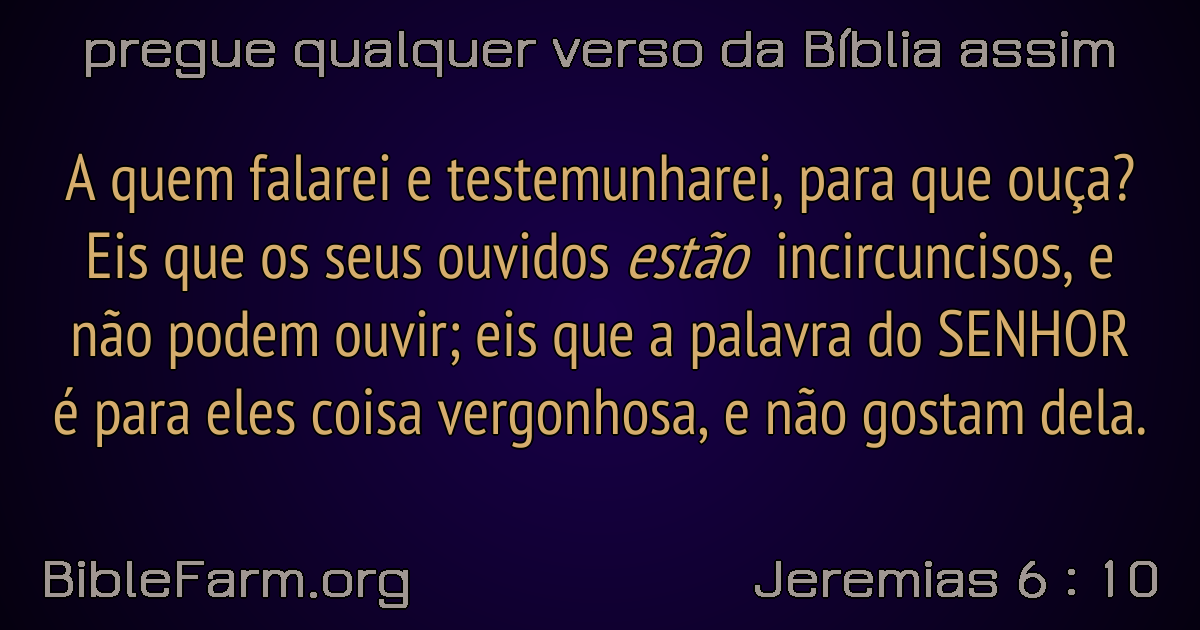 pregue qualquer verso da Bíblia assim
A quem falarei e testemunharei, para que ouça?
Eis que os seus ouvidos estão incircuncisos, e
não podem ouvir; eis que a palavra do SENHOR
é para eles coisa vergonhosa, e não gostam dela.
BibleFarm.org
Jeremias 6 : 10